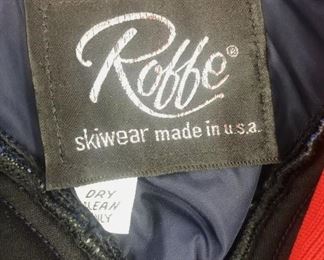 Roffe®
skiwear made in u.s.a.
DRY
CLEAN
ONLY